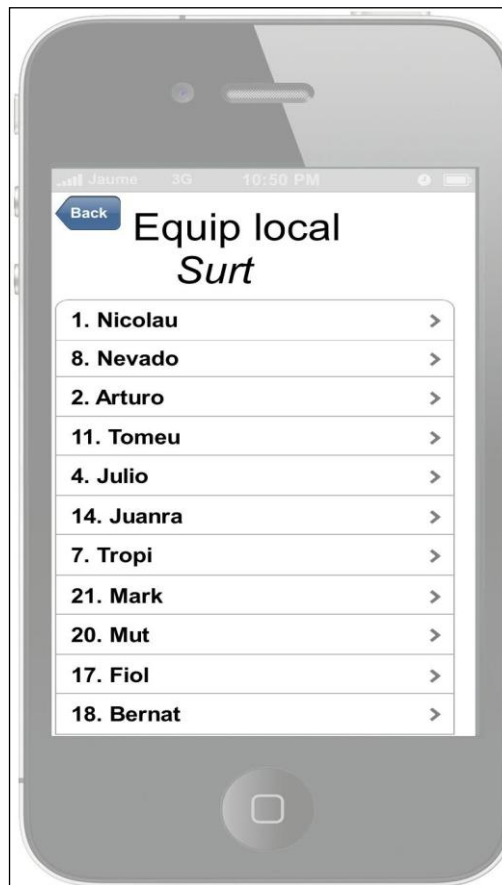 Jaume 3G 10:50 PM
Back
Equip local
Surt
1. Nicolau
8. Nevado
2. Arturo
11. Tomeu
4. Julio
14. Juanra
7. Tropi
21. Mark
20. Mut
17. Fiol
18. Bernat